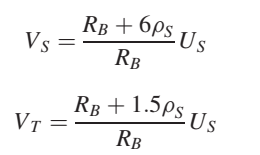 V_S = \frac{R_B + 6\rho_S}{R_B} U_S
V_T = \frac{R_B + 1.5\rho_S}{R_B} U_S